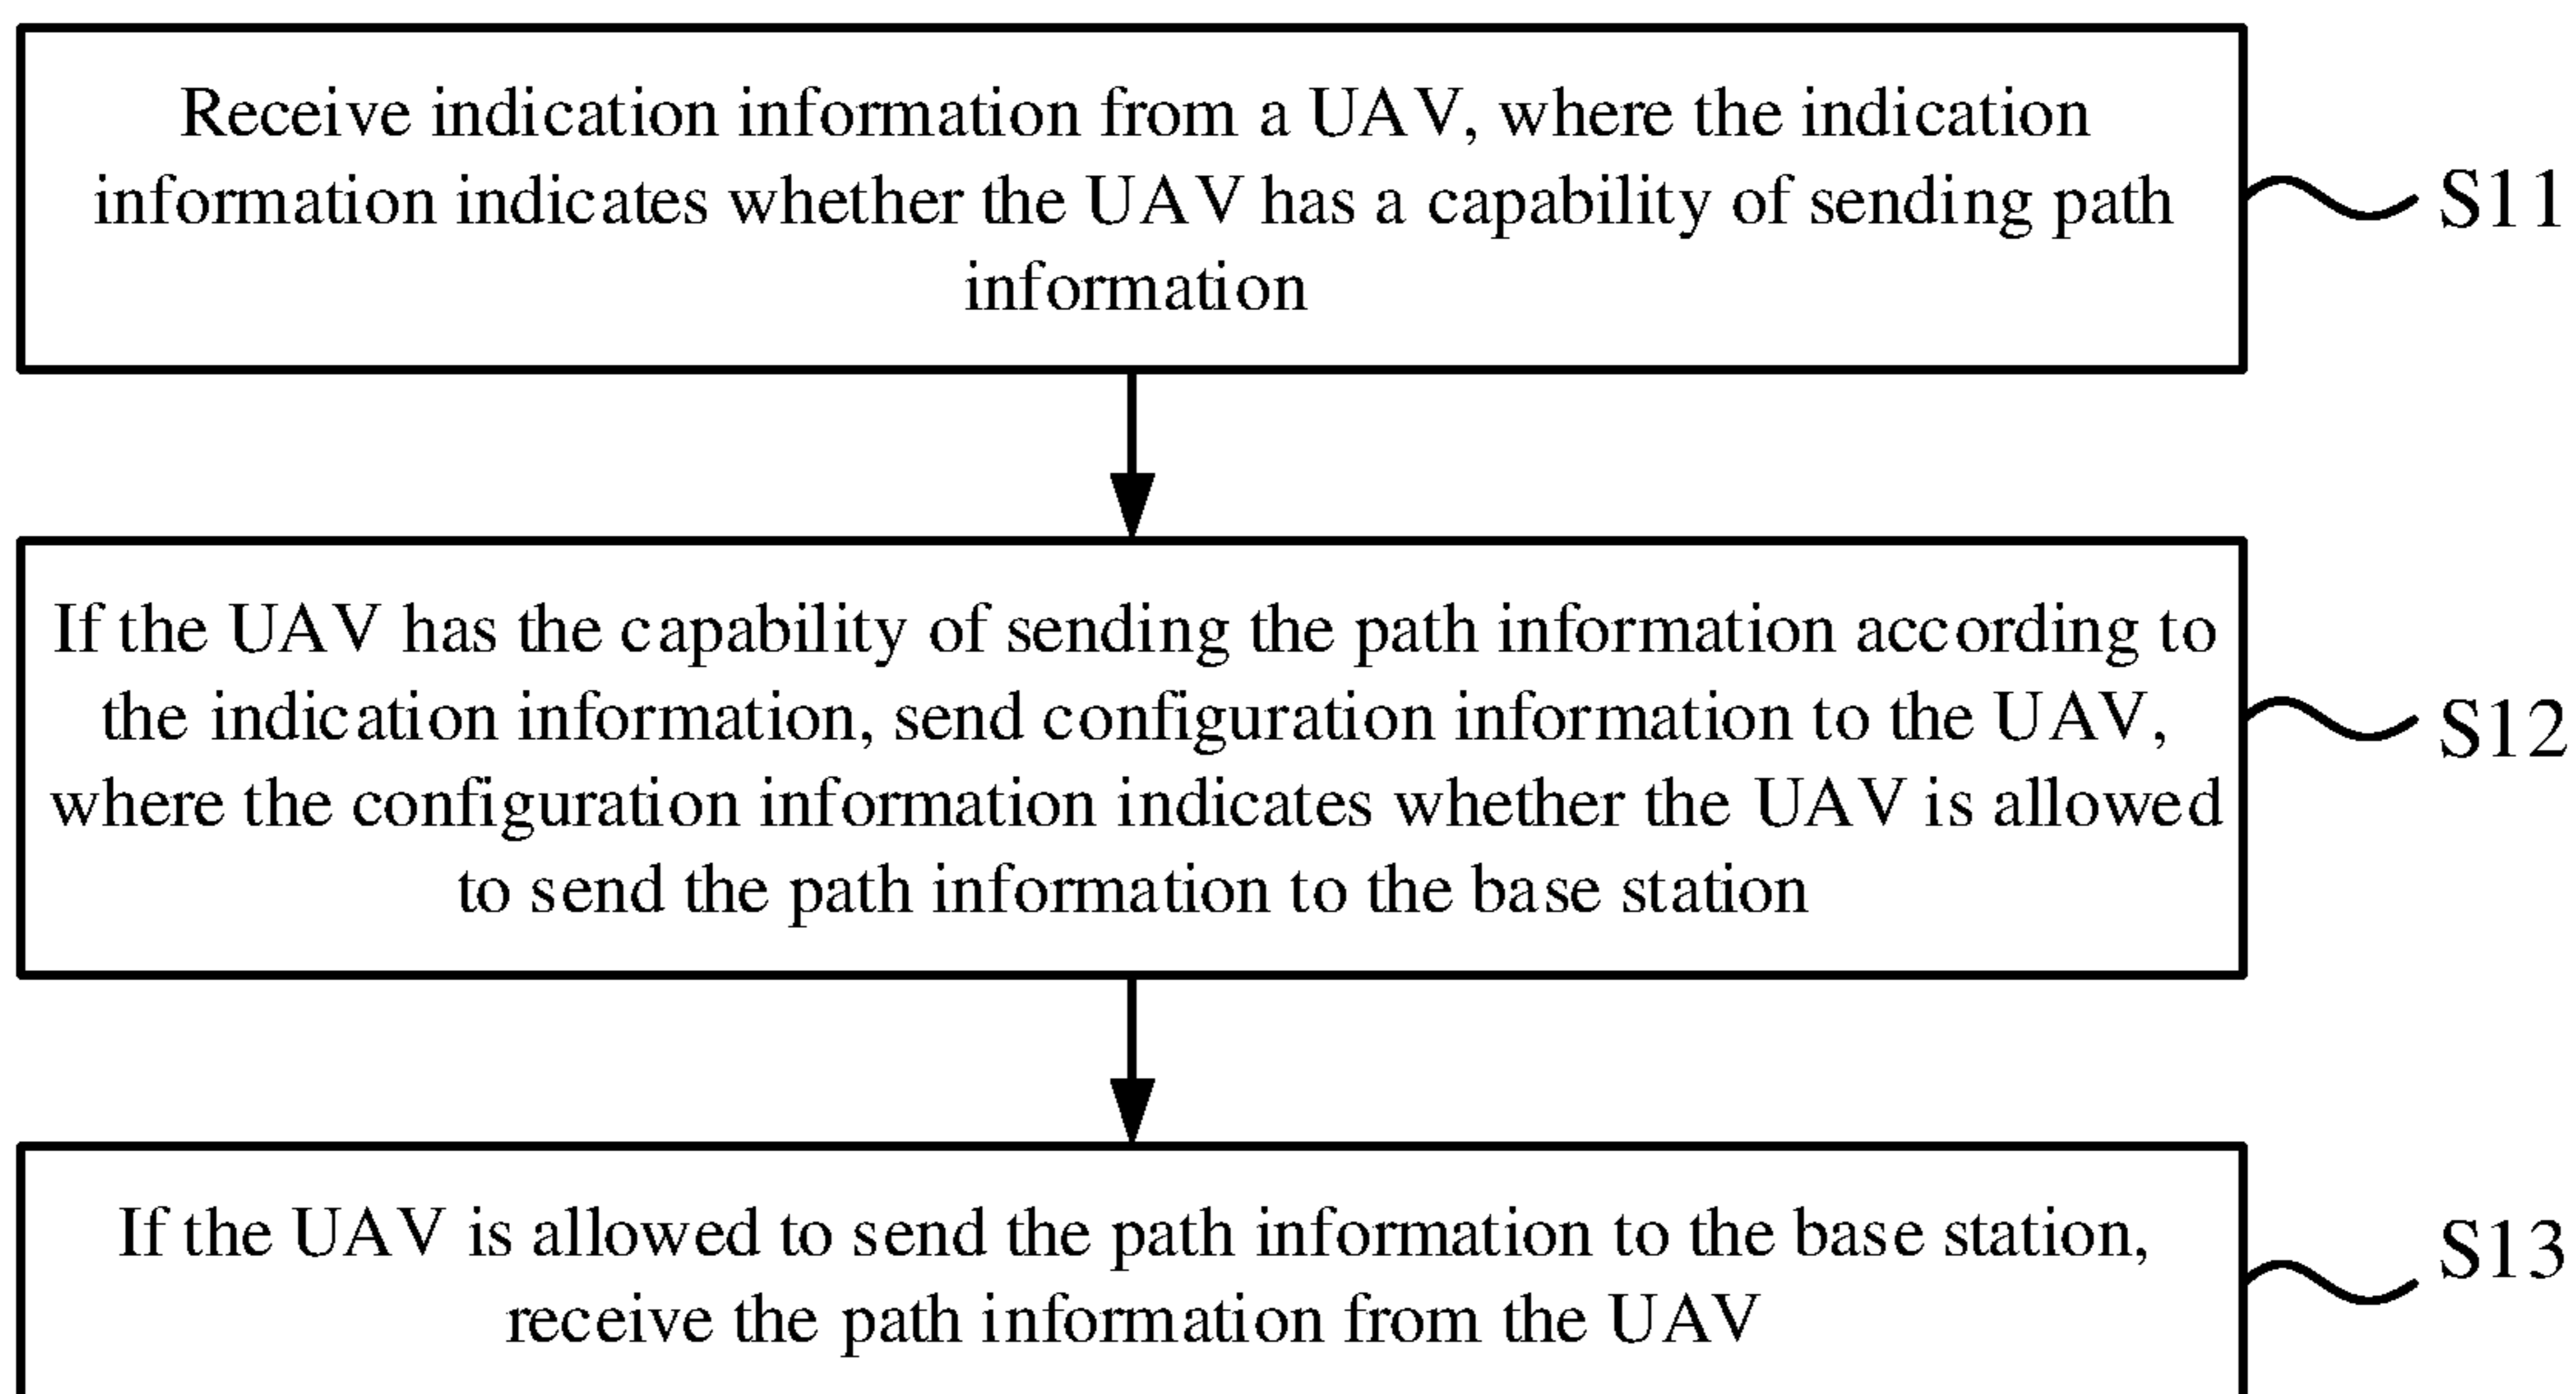 Receive indication information from a UAV, where the indication
information indicates whether the UAV has a capability of sending path
information
S11
If the UAV has the capability of sending the path information according to
the indication information, send configuration information to the UAV,
where the configuration information indicates whether the UAV is allowed
to send the path information to the base station
S12
If the UAV is allowed to send the path information to the base station,
receive the path information from the UAV
S13